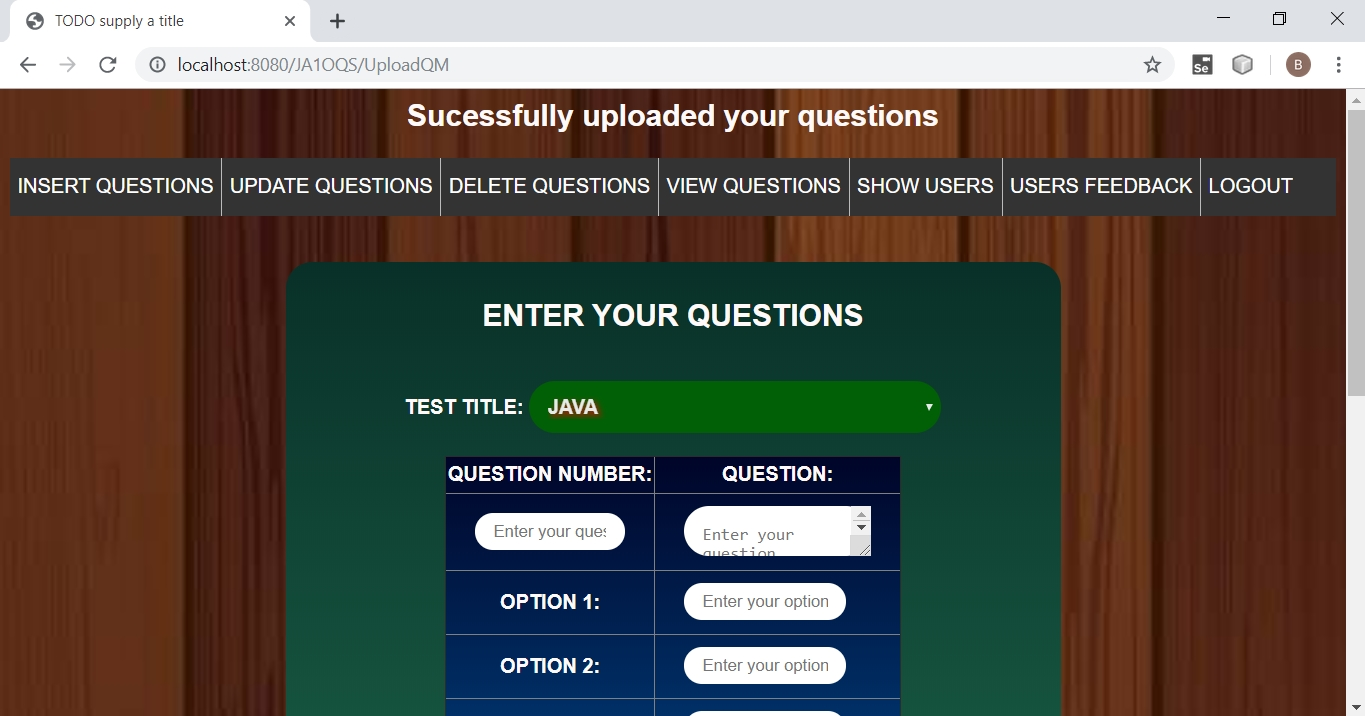 TODO supply a title
localhost:8080/JA1OQS/UploadQM
Se
B
Sucessfully uploaded your questions
INSERT QUESTIONS UPDATE QUESTIONS DELETE QUESTIONS VIEW QUESTIONS SHOW USERS USERS FEEDBACK LOGOUT
ENTER YOUR QUESTIONS
TEST TITLE: JAVA
QUESTION NUMBER: QUESTION:
Enter your ques Enter your
question
OPTION 1: Enter your option
OPTION 2: Enter your option